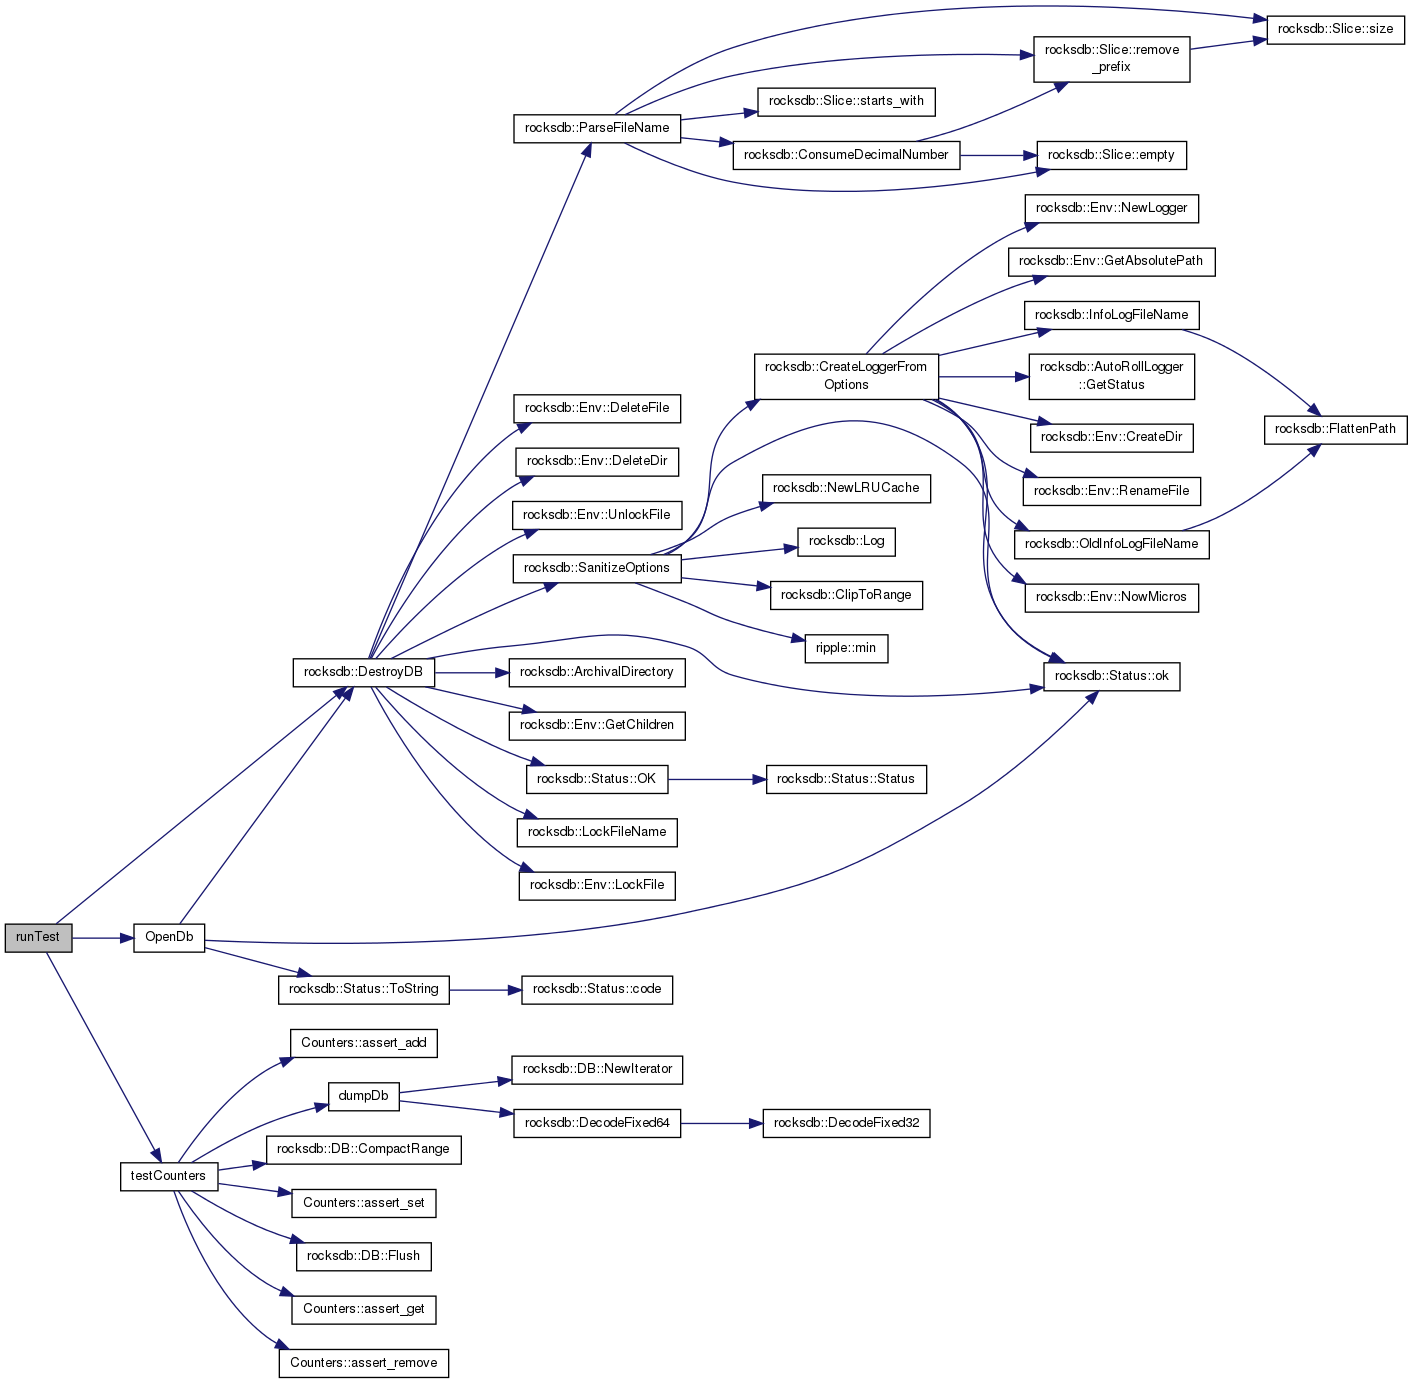 rocksdb::Slice::size
rocksdb::Slice::remove
_prefix
rocksdb::Slice::starts_with
rocksdb::ParseFileName
rocksdb::ConsumeDecimalNumber
rocksdb::Slice::empty
rocksdb::Env::NewLogger
rocksdb::Env::GetAbsolutePath
rocksdb::InfoLogFileName
rocksdb::CreateLoggerFrom
Options
rocksdb::AutoRollLogger
::GetStatus
rocksdb::Env::DeleteFile
rocksdb::Env::CreateDir
rocksdb::FlattenPath
rocksdb::Env::DeleteDir
rocksdb::NewLRUCache
rocksdb::Env::RenameFile
rocksdb::Env::UnlockFile
rocksdb::Log
rocksdb::OldInfoLogFileName
rocksdb::SanitizeOptions
rocksdb::ClipToRange
rocksdb::Env::NowMicros
ripple::min
rocksdb::DestroyDB
rocksdb::ArchivalDirectory
rocksdb::Status::ok
rocksdb::Env::GetChildren
rocksdb::Status::OK
rocksdb::Status::Status
rocksdb::LockFileName
rocksdb::Env::LockFile
runTest
OpenDb
rocksdb::Status::ToString
rocksdb::Status::code
Counters::assert_add
rocksdb::DB::NewIterator
dumpDb
rocksdb::DecodeFixed64
rocksdb::DecodeFixed32
rocksdb::DB::CompactRange
testCounters
Counters::assert_set
rocksdb::DB::Flush
Counters::assert_get
Counters::assert_remove